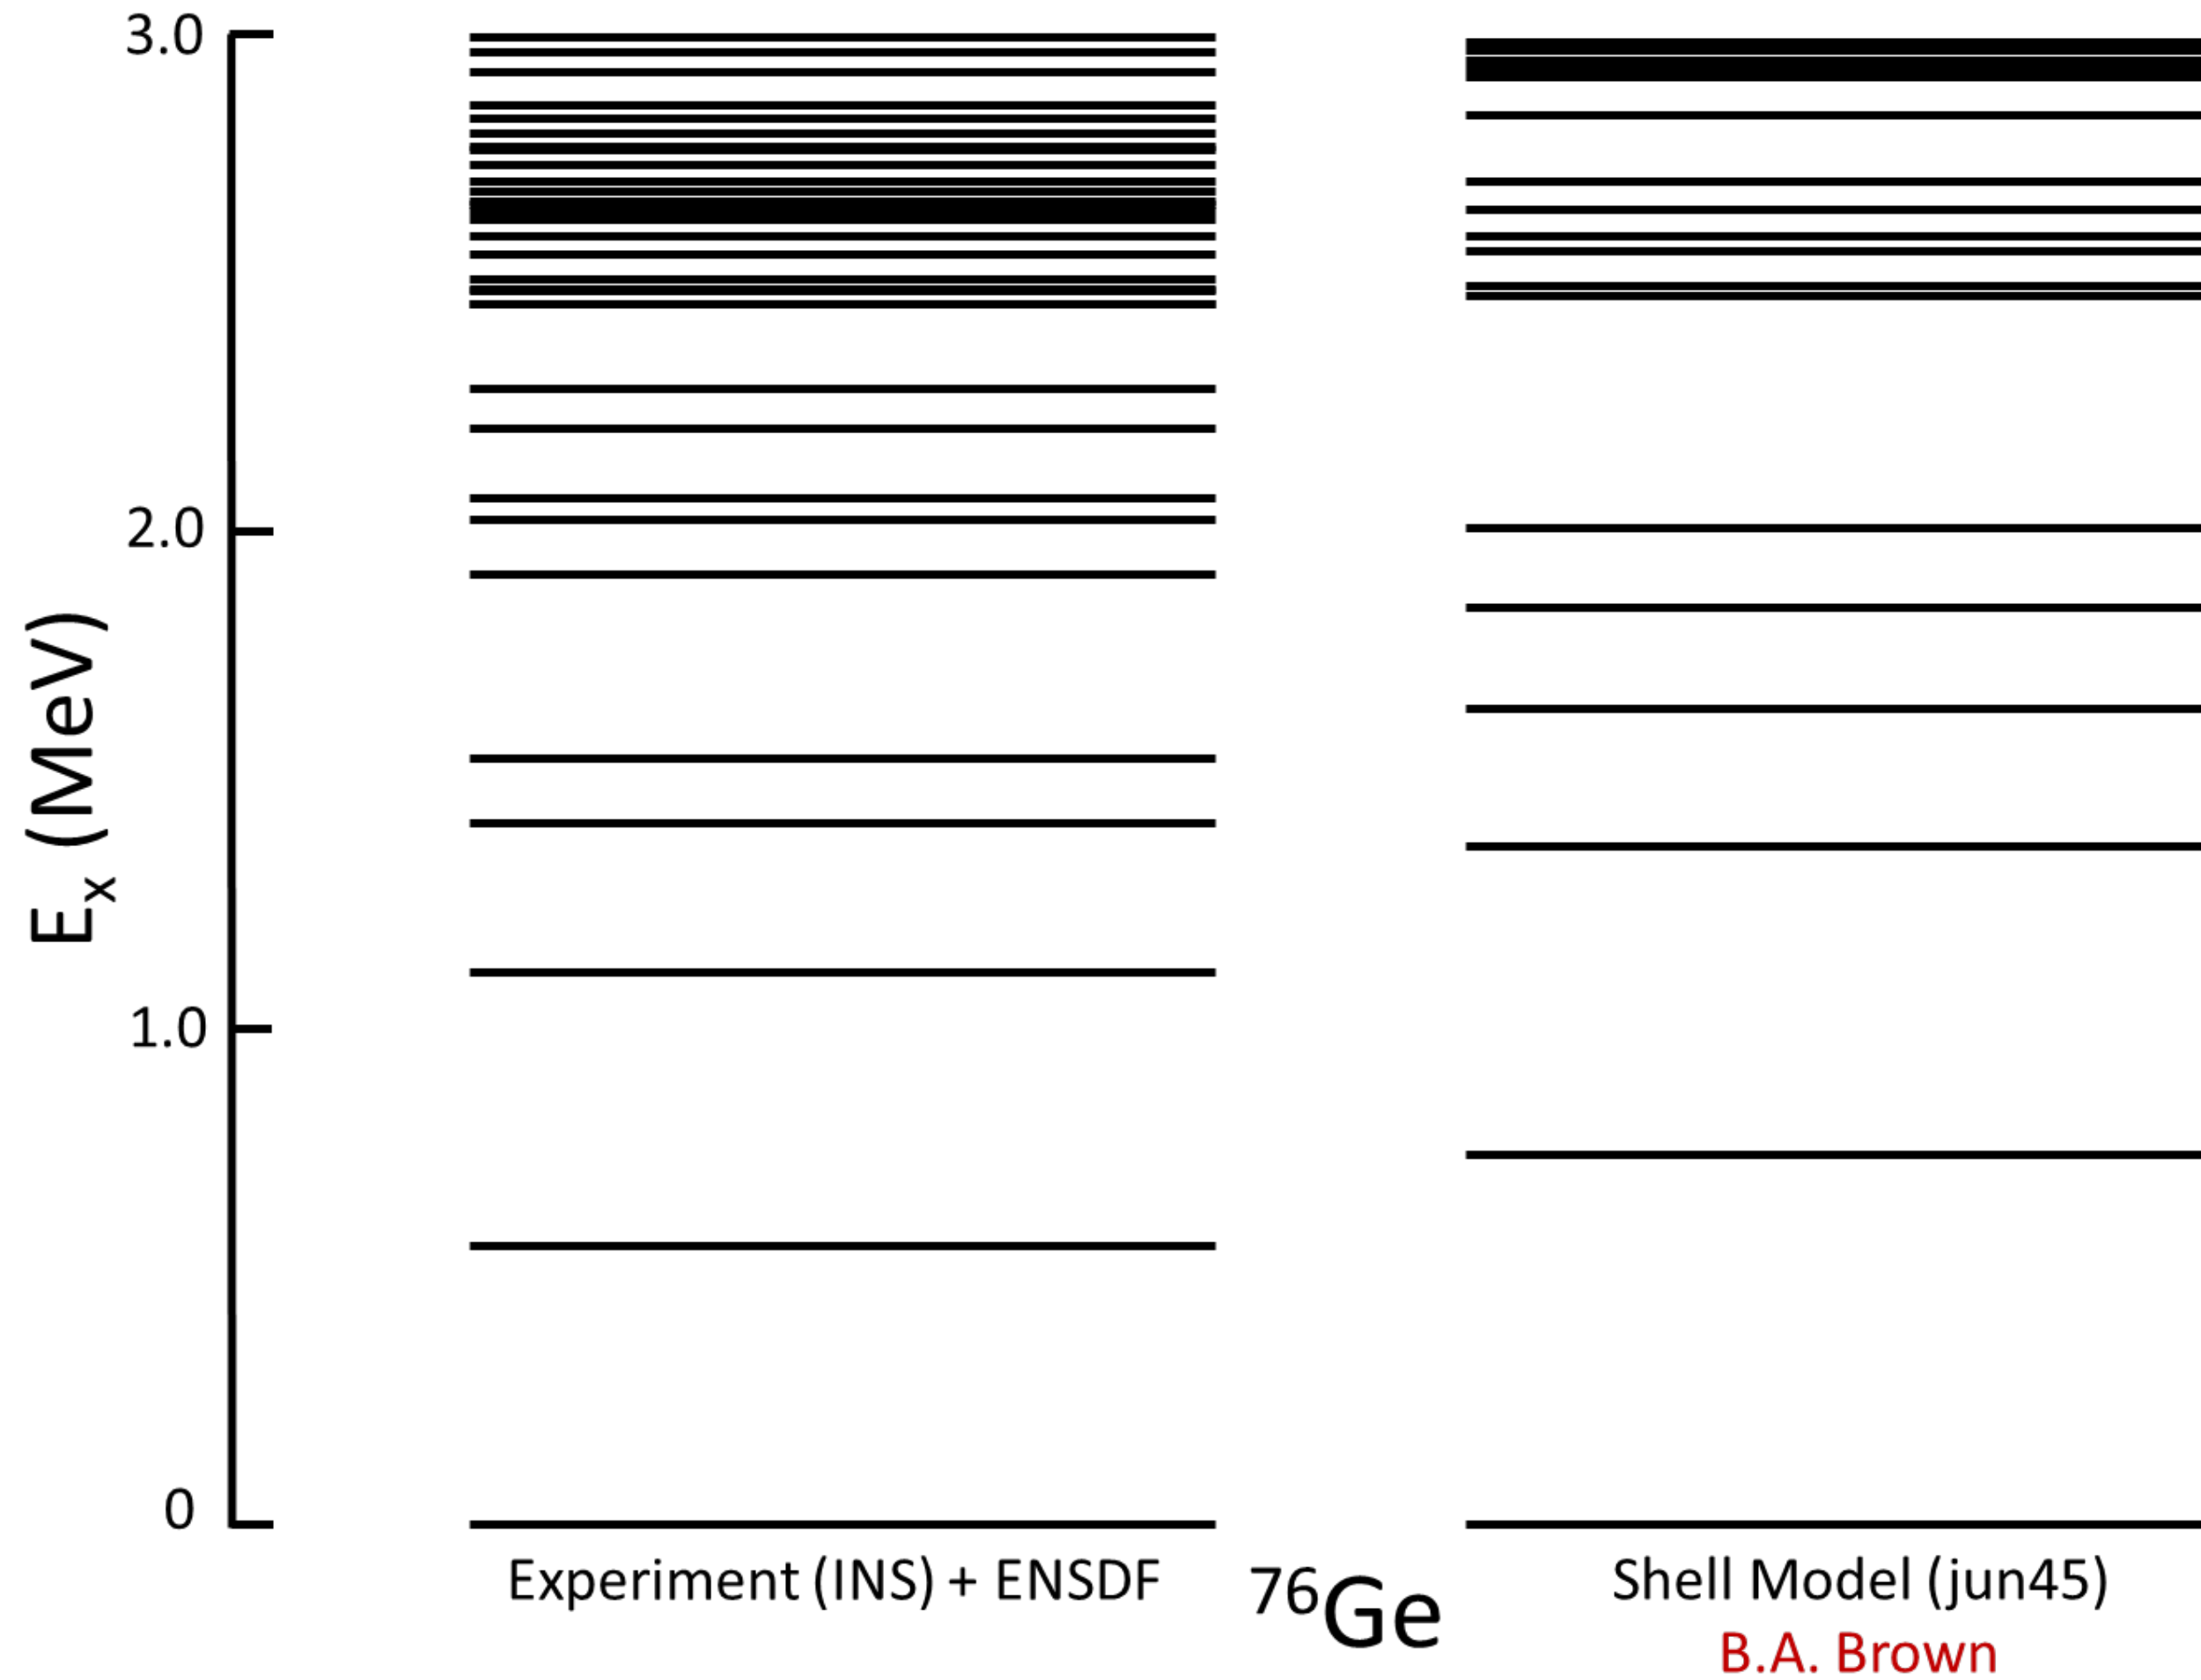 3.0
2.0
1.0
0
Eₓ (MeV)
Experiment (INS) + ENSDF
⁷⁶Ge
Shell Model (jun45)
B.A. Brown